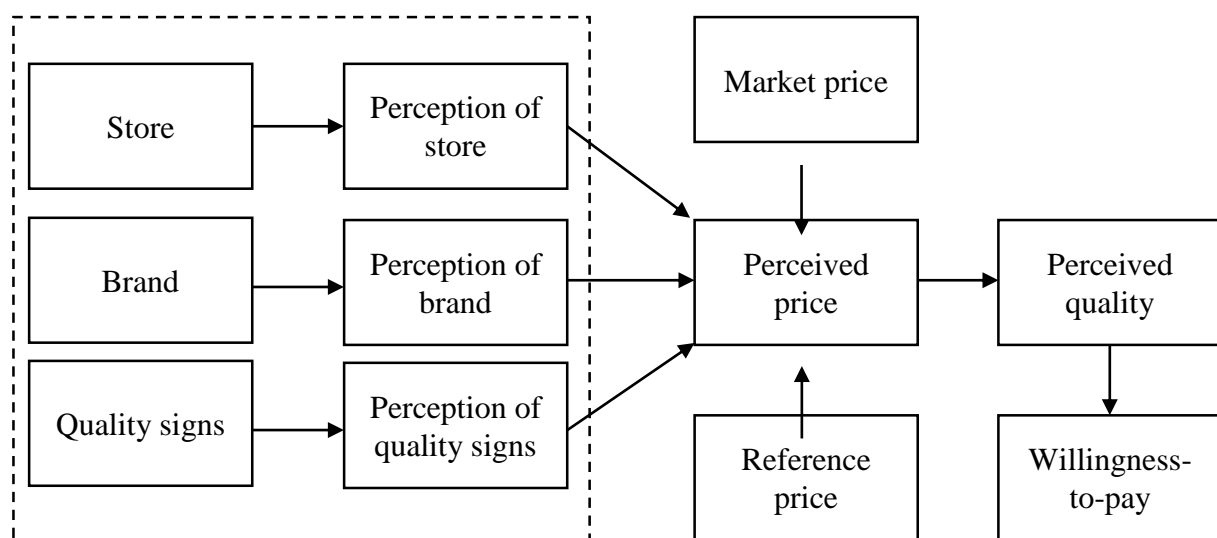 Store
Perception of
store
Market price
Brand
Perception of
brand
Perceived
price
Perceived
quality
Quality signs
Perception of
quality signs
Reference
price
Willingness-
to-pay